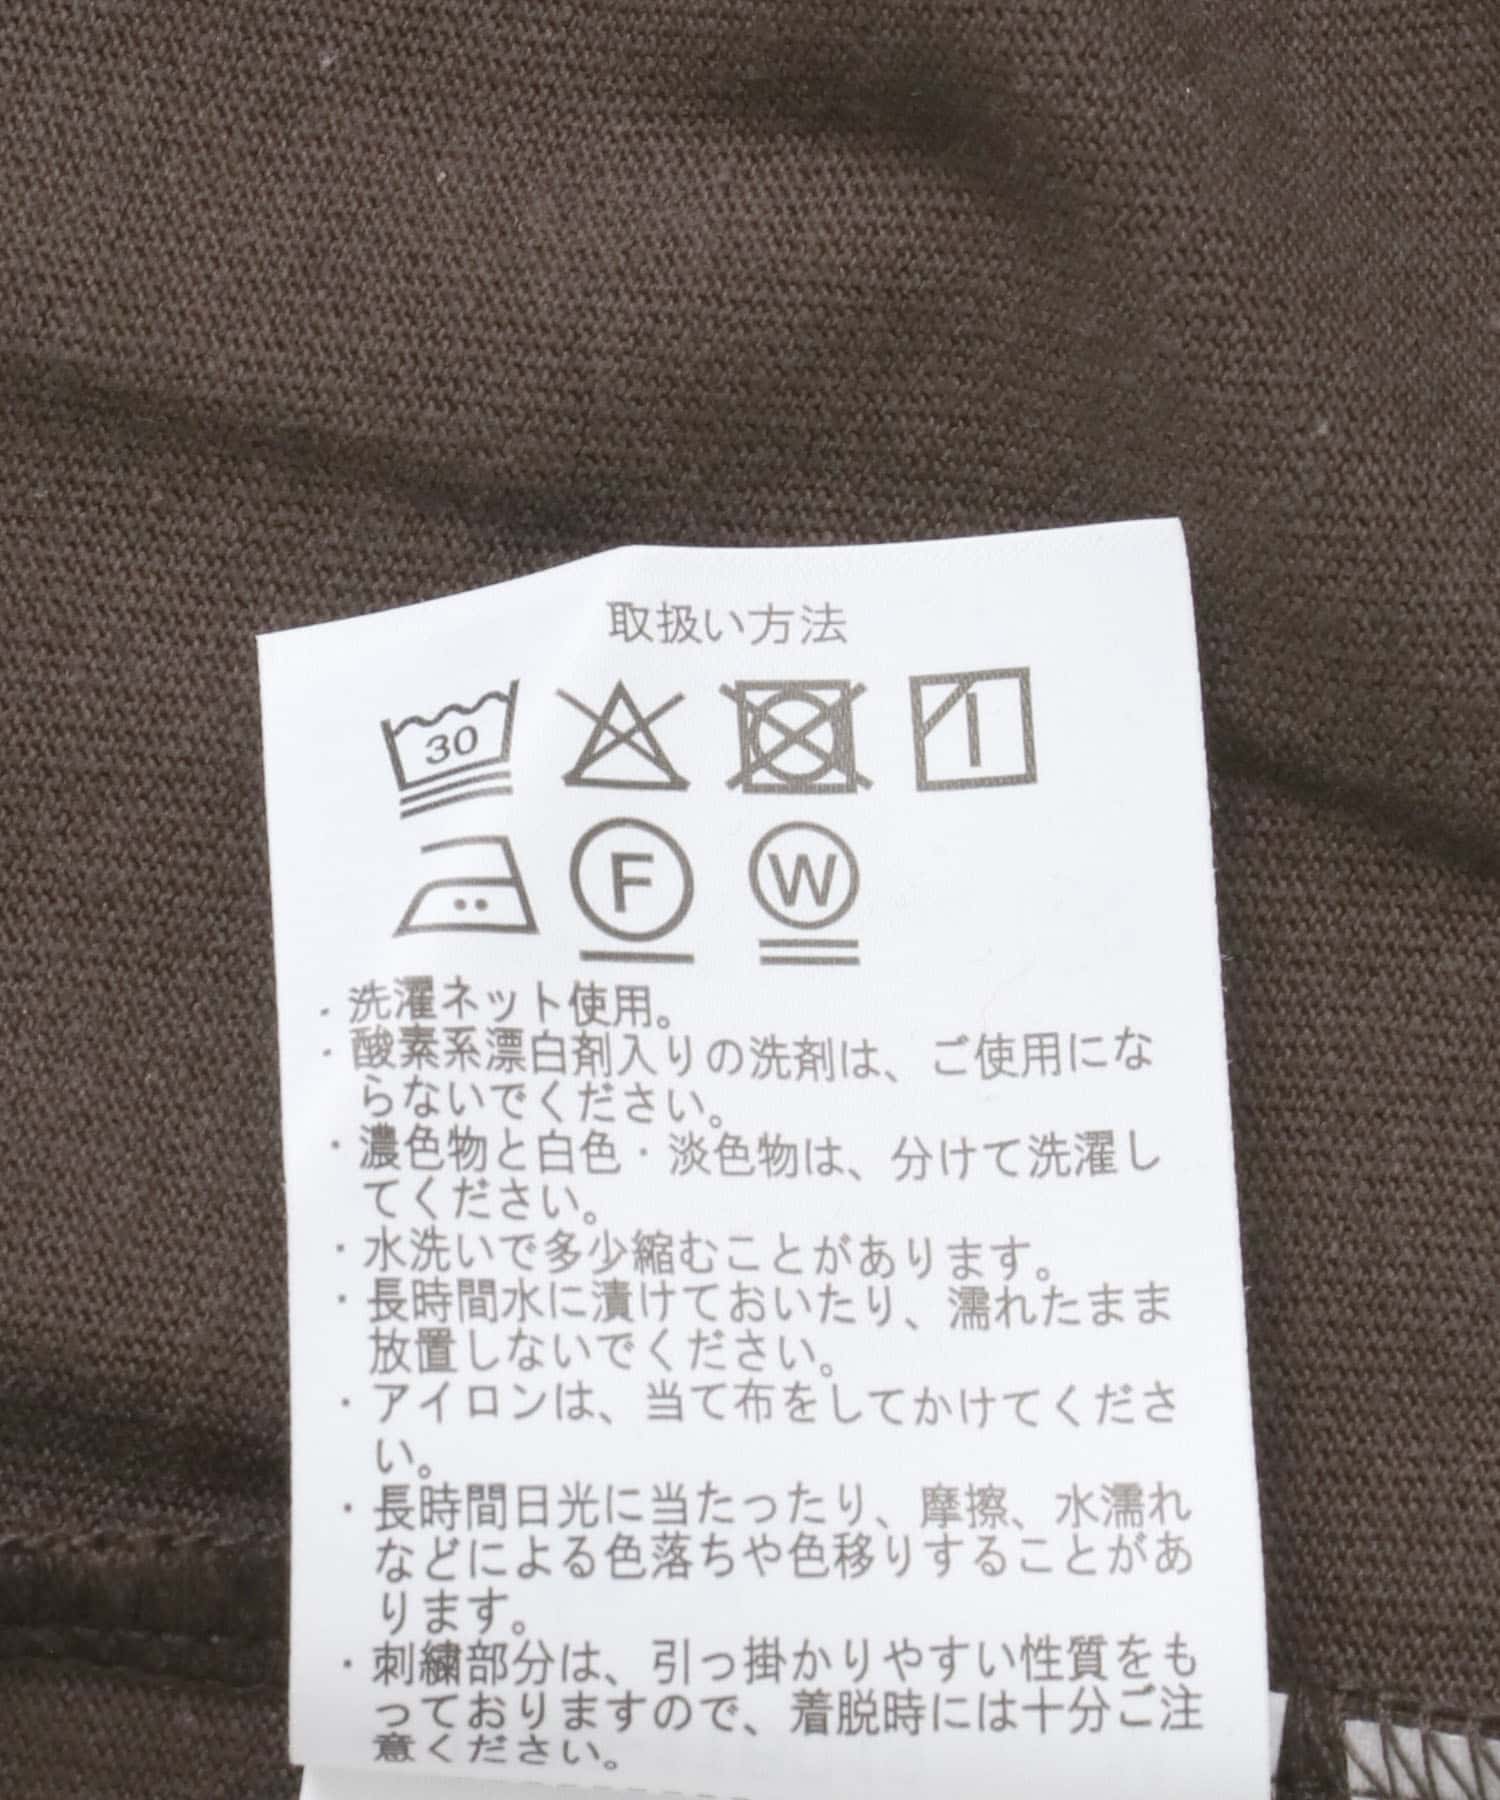 取扱い方法
30
F W
・洗濯ネット使用。
・酸素系漂白剤入りの洗剤は、ご使用にな
らないでください。
・濃色物と白色・淡色物は、分けて洗濯し
てください。
・水洗いで多少縮むことがあります。
・長時間水に漬けておいたり、濡れたまま
放置しないでください。
・アイロンは、当て布をしてかけてくださ
い。
・長時間日光に当たったり、摩擦、水濡れ
などによる色落ちや色移りすることがあ
ります。
・刺繍部分は、引っ掛かりやすい性質をも
っておりますので、着脱時には十分ご注
意ください。